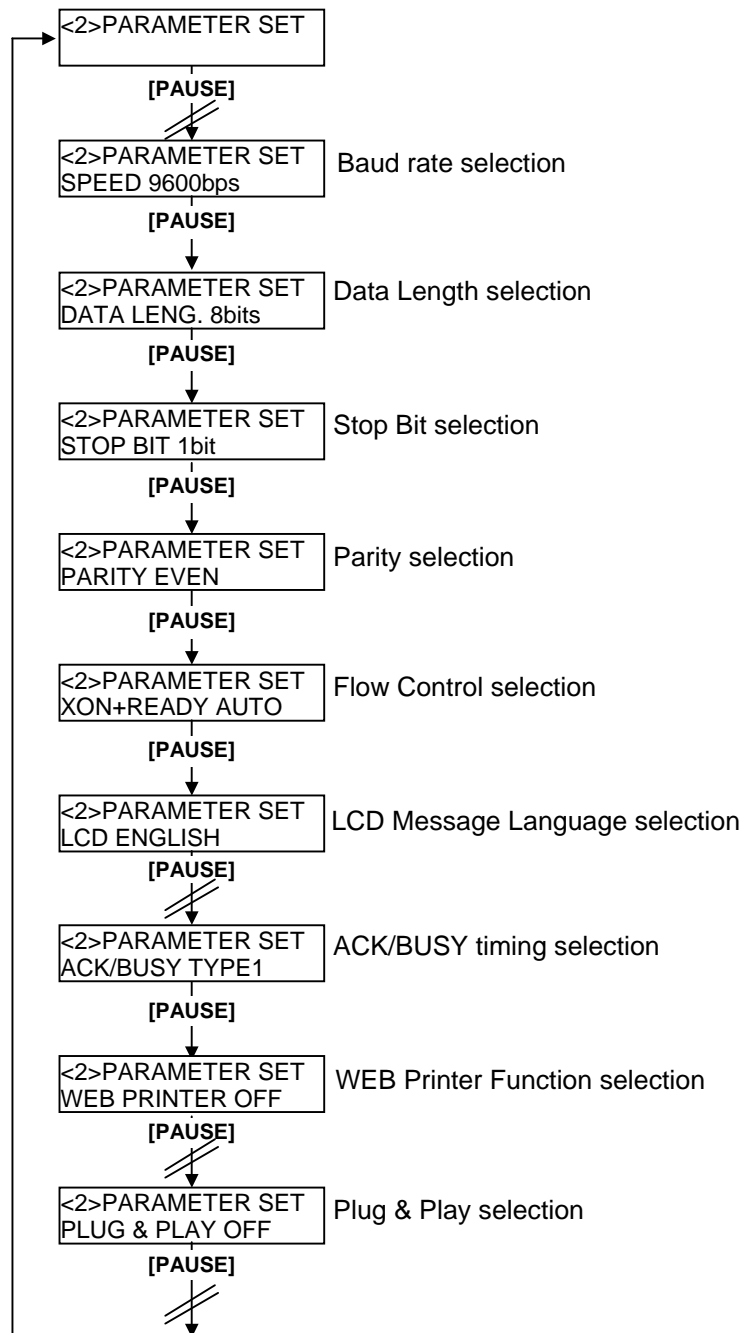 <2>PARAMETER SET
[PAUSE]
<2>PARAMETER SET
SPEED 9600bps
Baud rate selection
[PAUSE]
<2>PARAMETER SET
DATA LENG. 8bits
Data Length selection
[PAUSE]
<2>PARAMETER SET
STOP BIT 1bit
Stop Bit selection
[PAUSE]
<2>PARAMETER SET
PARITY EVEN
Parity selection
[PAUSE]
<2>PARAMETER SET
XON+READY AUTO
Flow Control selection
[PAUSE]
<2>PARAMETER SET
LCD ENGLISH
LCD Message Language selection
[PAUSE]
<2>PARAMETER SET
ACK/BUSY TYPE1
ACK/BUSY timing selection
[PAUSE]
<2>PARAMETER SET
WEB PRINTER OFF
WEB Printer Function selection
[PAUSE]
<2>PARAMETER SET
PLUG & PLAY OFF
Plug & Play selection
[PAUSE]